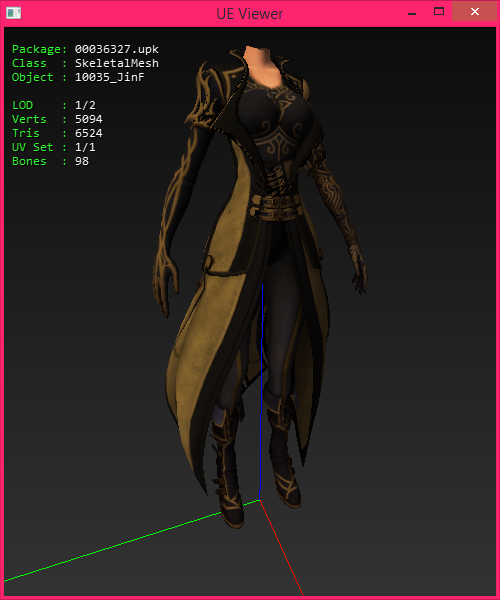 UE Viewer
Package: 00036327.upk
Class  : SkeletalMesh
Object : 10035_JinF
LOD    : 1/2
Verts  : 5094
Tris   : 6524
UV Set : 1/1
Bones  : 98